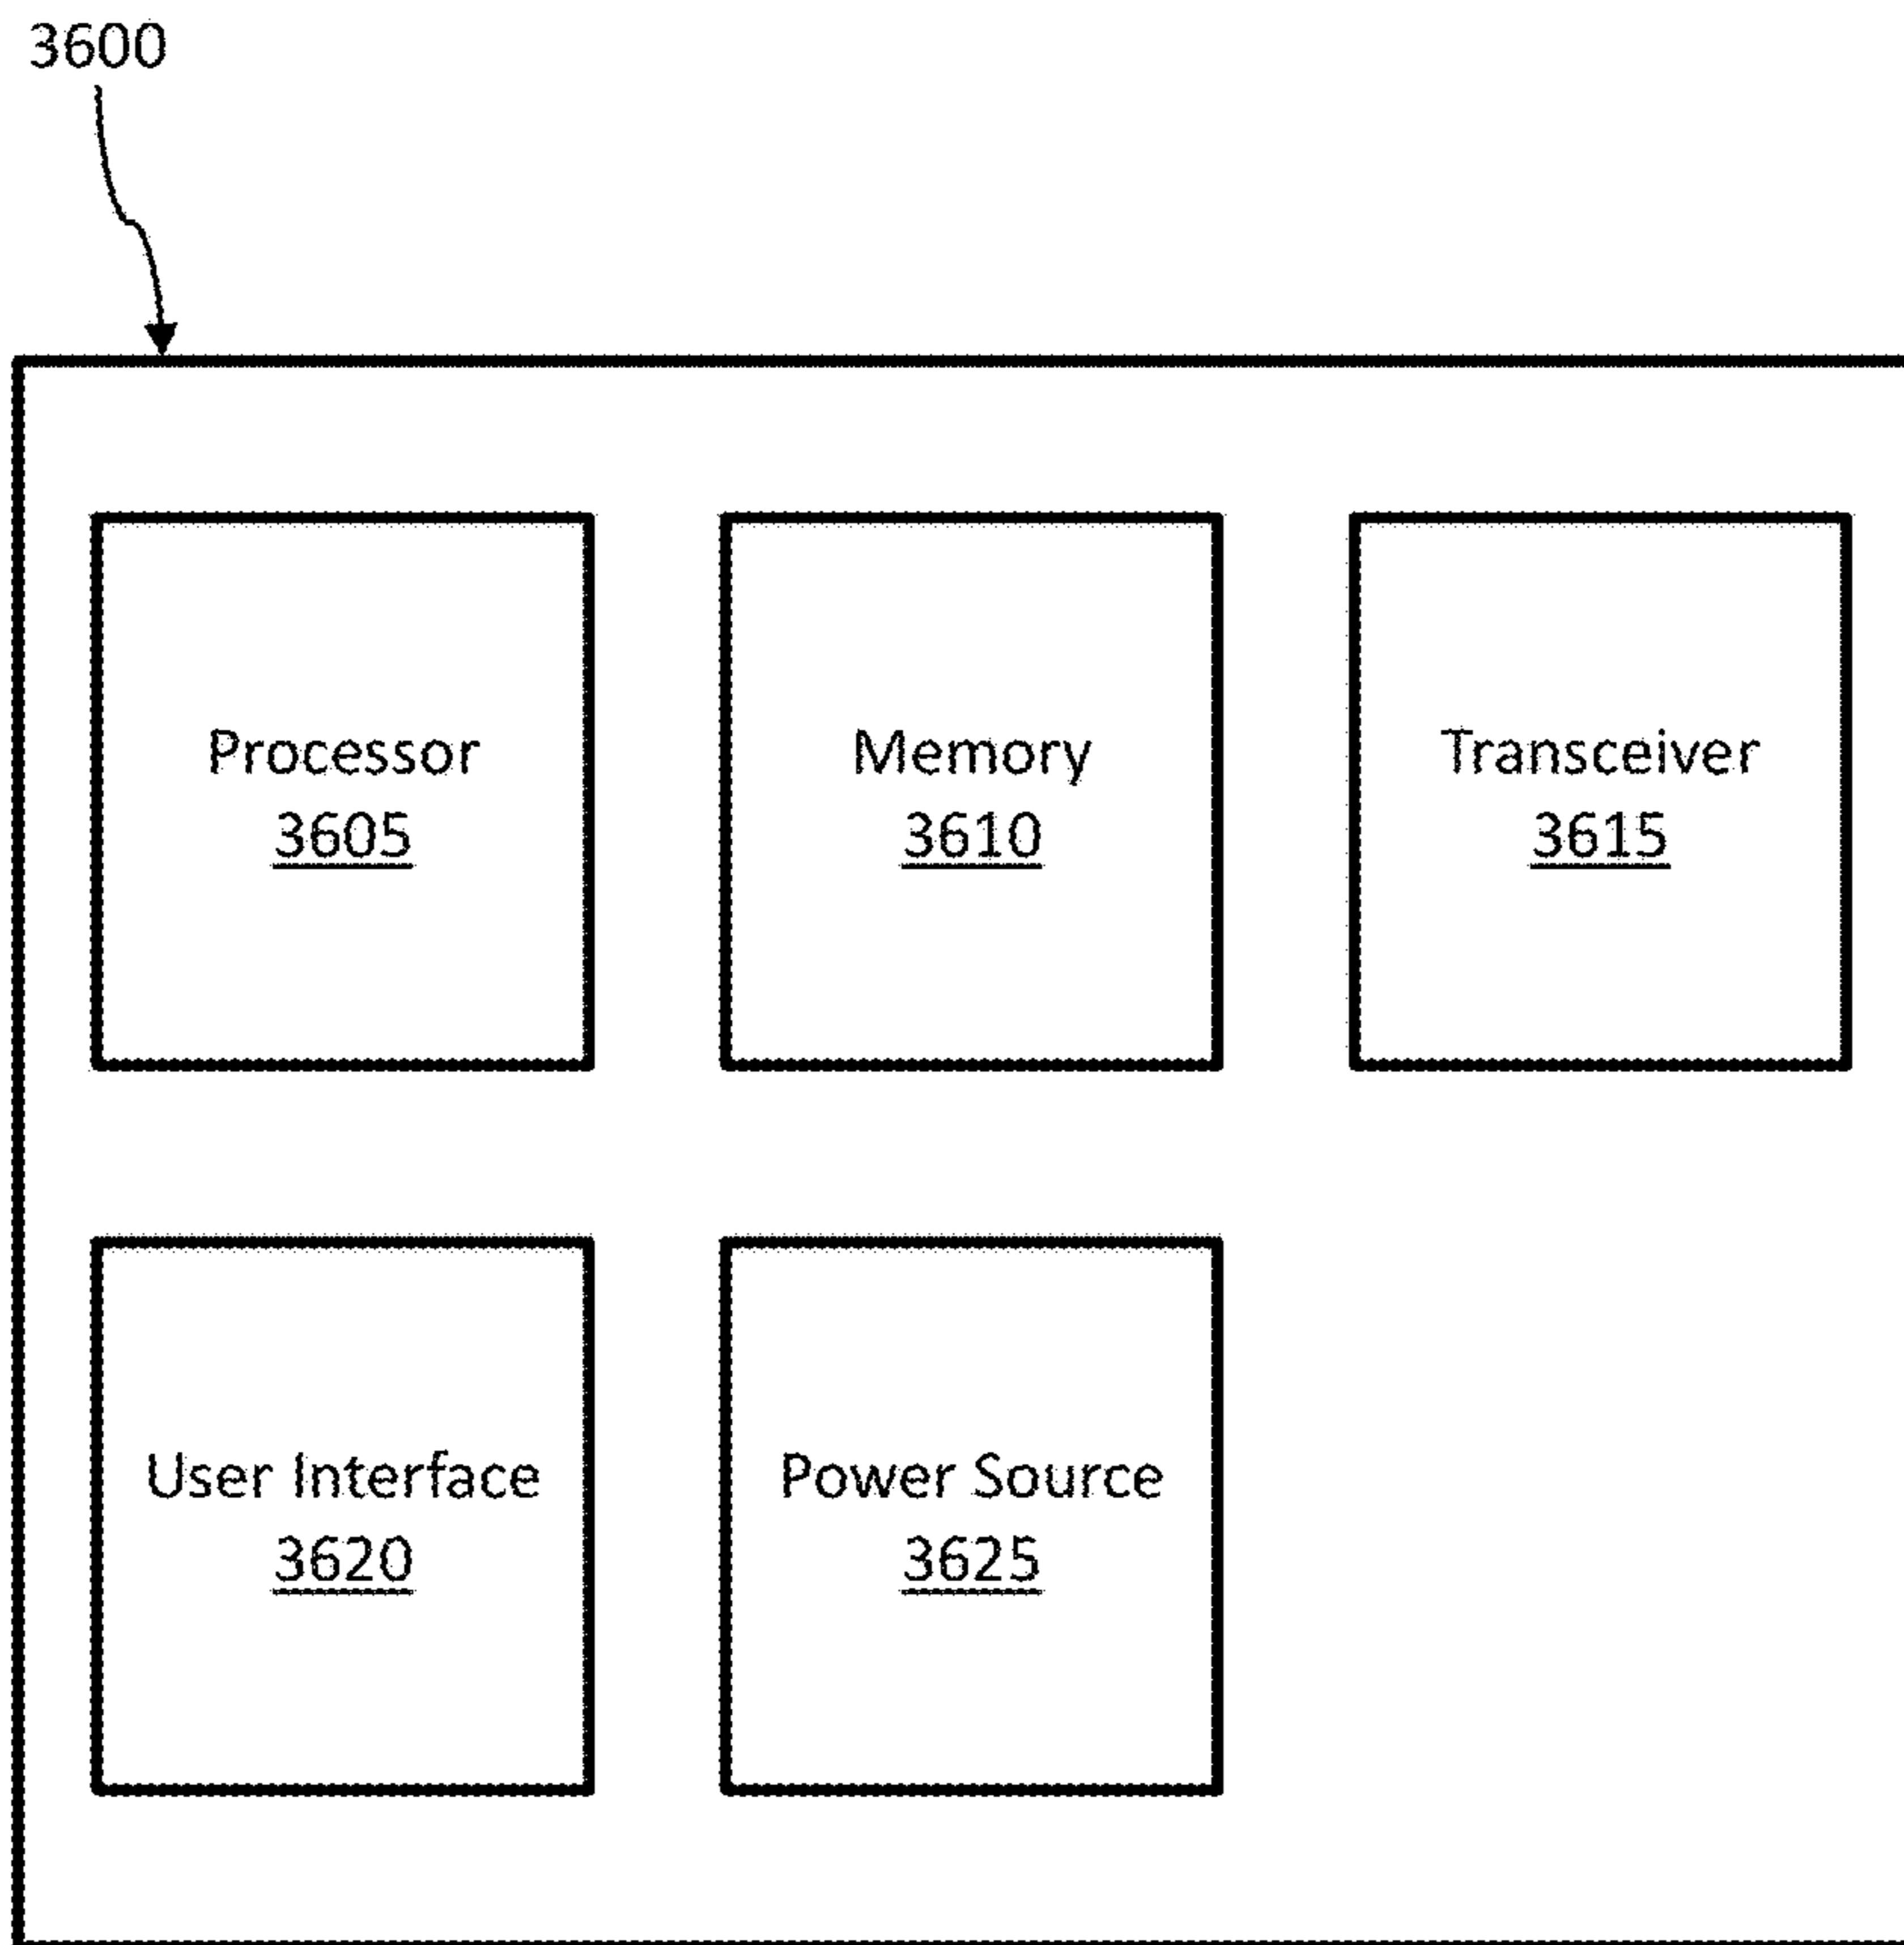 3600
Processor
3605
Memory
3610
Transceiver
3615
User Interface
3620
Power Source
3625